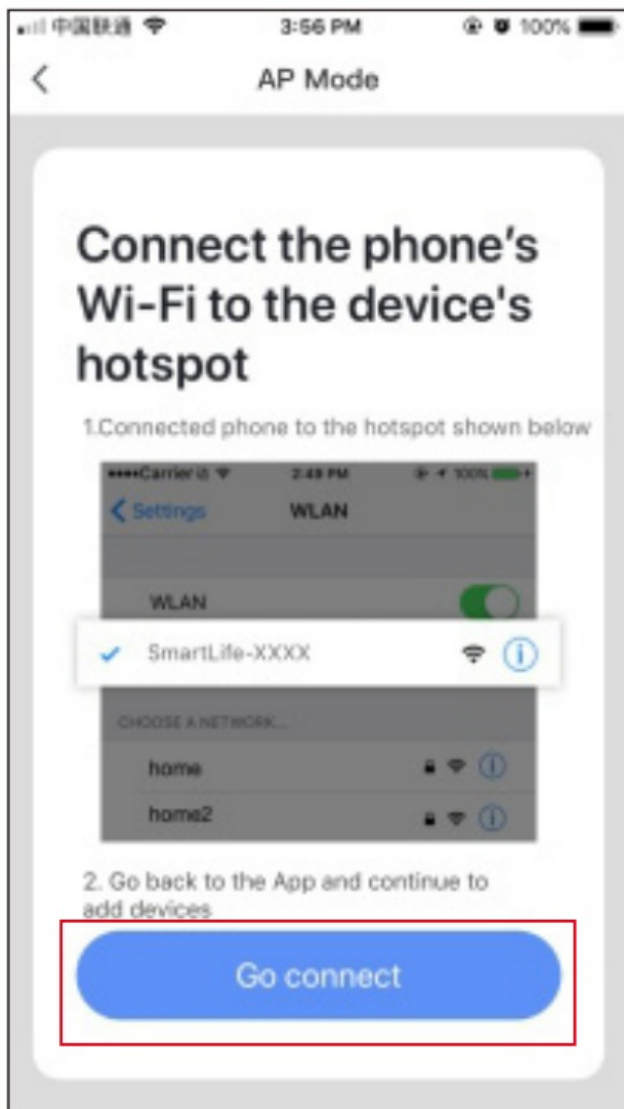 中国联通 3:56 PM 100%
AP Mode
Connect the phone's
Wi-Fi to the device's
hotspot
1.Connected phone to the hotspot shown below
Carrier 2:49 PM 100%
Settings WLAN
WLAN
SmartLife-XXXX
CHOOSE A NETWORK...
home
home2
2. Go back to the App and continue to
add devices
Go connect